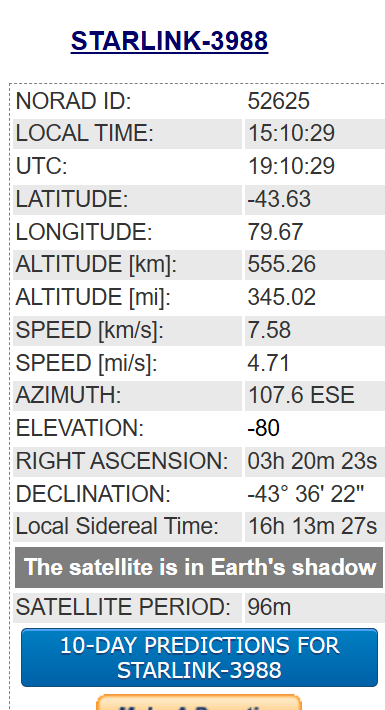 STARLINK-3988
NORAD ID: 52625
LOCAL TIME: 15:10:29
UTC: 19:10:29
LATITUDE: -43.63
LONGITUDE: 79.67
ALTITUDE [km]: 555.26
ALTITUDE [mi]: 345.02
SPEED [km/s]: 7.58
SPEED [mi/s]: 4.71
AZIMUTH: 107.6 ESE
ELEVATION: -80
RIGHT ASCENSION: 03h 20m 23s
DECLINATION: -43° 36' 22''
Local Sidereal Time: 16h 13m 27s
The satellite is in Earth's shadow
SATELLITE PERIOD: 96m
10-DAY PREDICTIONS FOR
STARLINK-3988